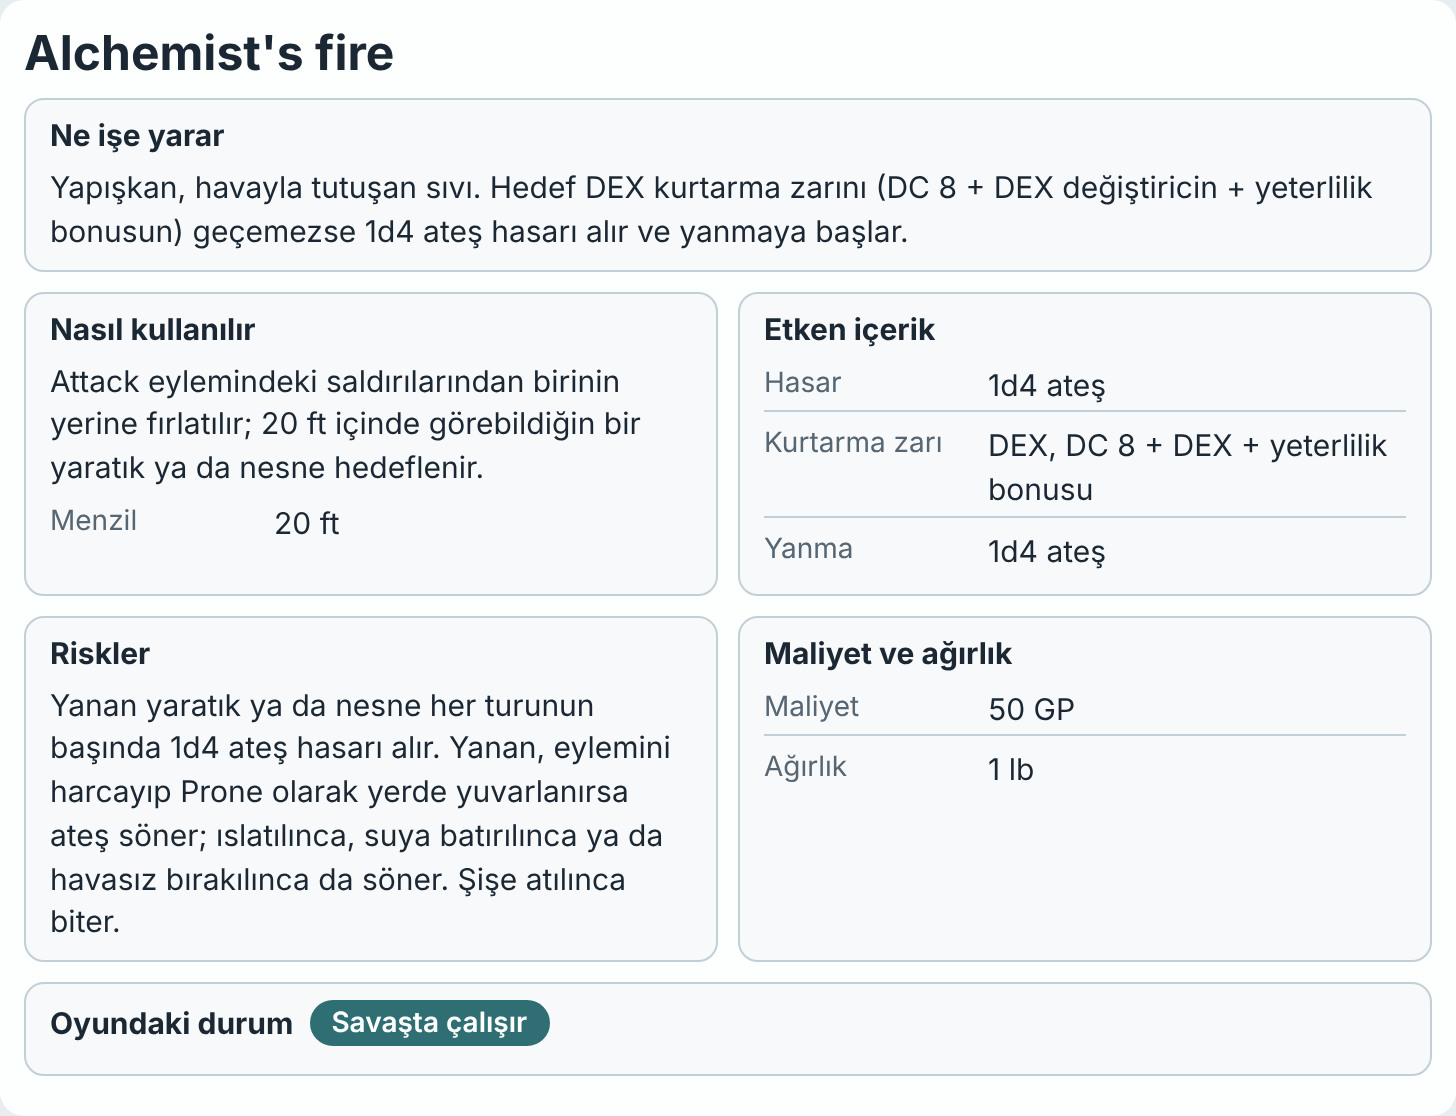 Alchemist's fire
Ne işe yarar
Yapışkan, havayla tutuşan sıvı. Hedef DEX kurtarma zarını (DC 8 + DEX değiştiricin + yeterlilik
bonusun) geçemezse 1d4 ateş hasarı alır ve yanmaya başlar.
Nasıl kullanılır
Attack eylemindeki saldırılarından birinin
yerine fırlatılır; 20 ft içinde görebildiğin bir
yaratık ya da nesne hedeflenir.
Menzil 20 ft
Etken içerik
Hasar 1d4 ateş
Kurtarma zarı DEX, DC 8 + DEX + yeterlilik
bonusu
Yanma 1d4 ateş
Riskler
Yanan yaratık ya da nesne her turunun
başında 1d4 ateş hasarı alır. Yanan, eylemini
harcayıp Prone olarak yerde yuvarlanırsa
ateş söner; ıslatılınca, suya batırılınca ya da
havasız bırakılınca da söner. Şişe atılınca
biter.
Maliyet ve ağırlık
Maliyet 50 GP
Ağırlık 1 lb
Oyundaki durum Savaşta çalışır